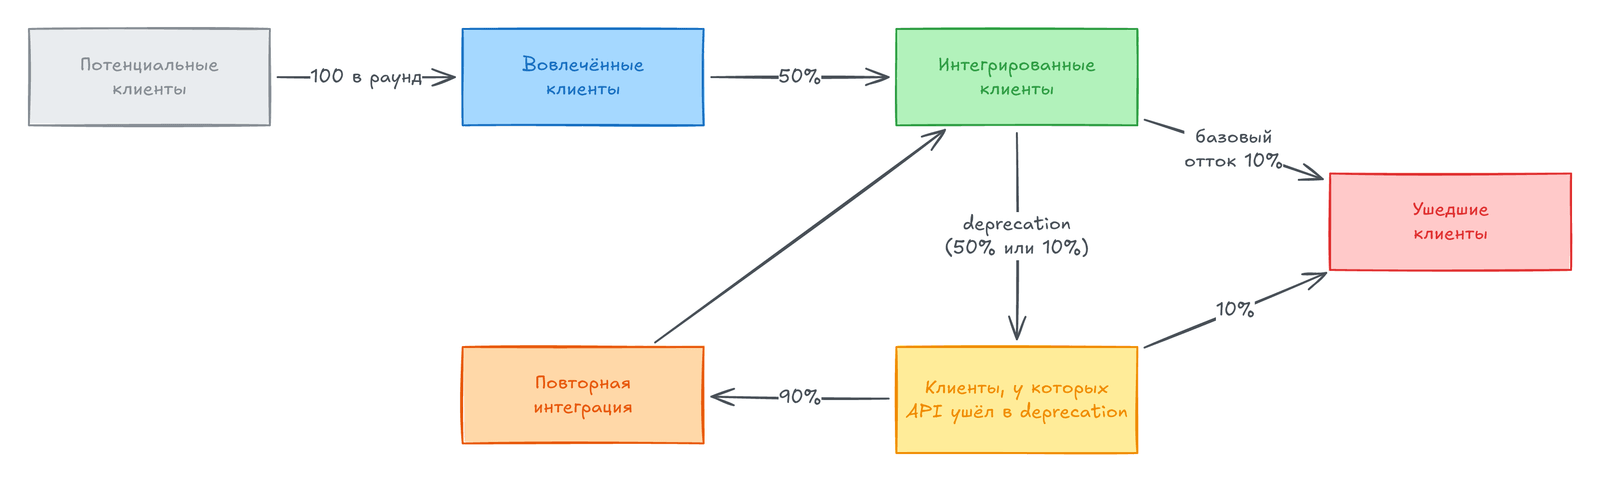 Потенциальные
клиенты
100 в раунд
Вовлечённые
клиенты
50%
Интегрированные
клиенты
базовый
отток 10%
Ушедшие
клиенты
deprecation
(50% или 10%)
10%
Повторная
интеграция
90%
Клиенты, у которых
API ушёл в deprecation